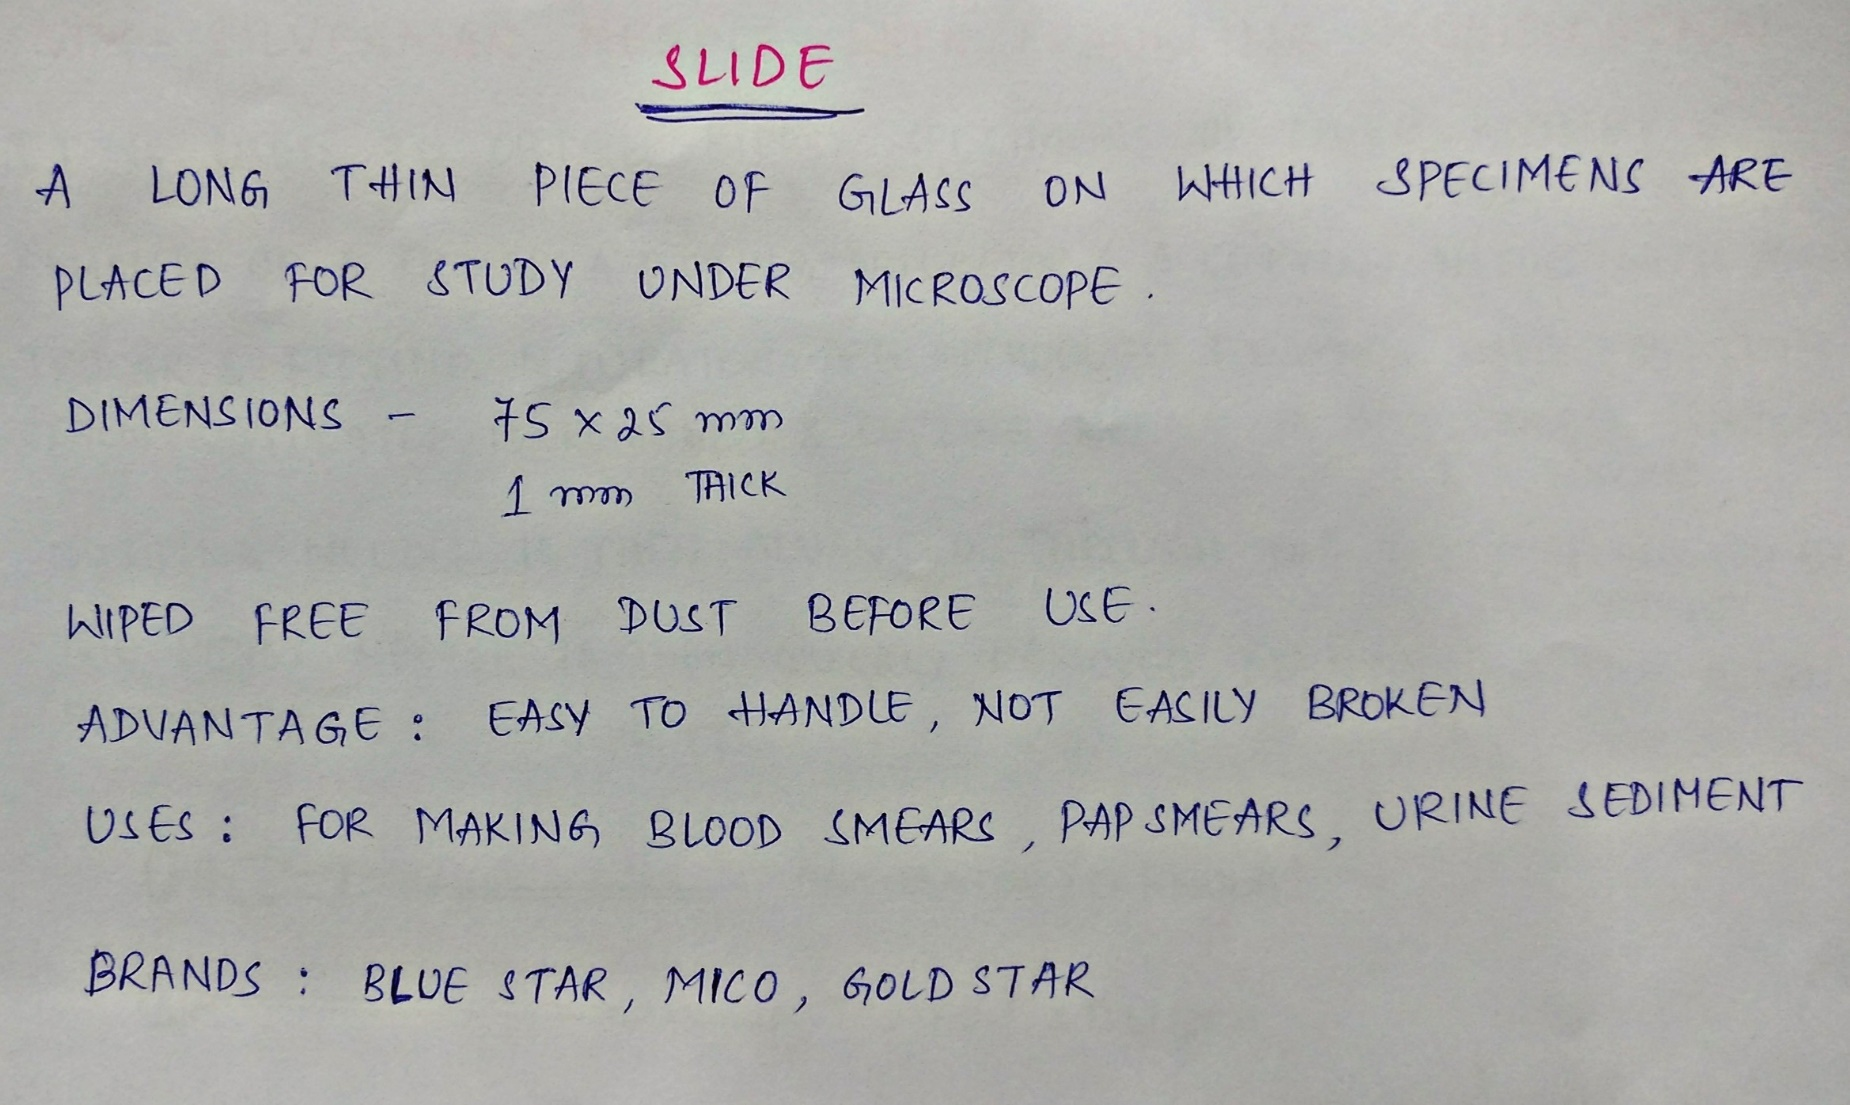 SLIDE
A LONG THIN PIECE OF GLASS ON WHICH SPECIMENS ARE
PLACED FOR STUDY UNDER MICROSCOPE.
DIMENSIONS - 75 x 25 mm
1 mm THICK
WIPED FREE FROM DUST BEFORE USE.
ADVANTAGE : EASY TO HANDLE, NOT EASILY BROKEN
USES : FOR MAKING BLOOD SMEARS, PAP SMEARS, URINE SEDIMENT
BRANDS : BLUE STAR, MICO, GOLD STAR